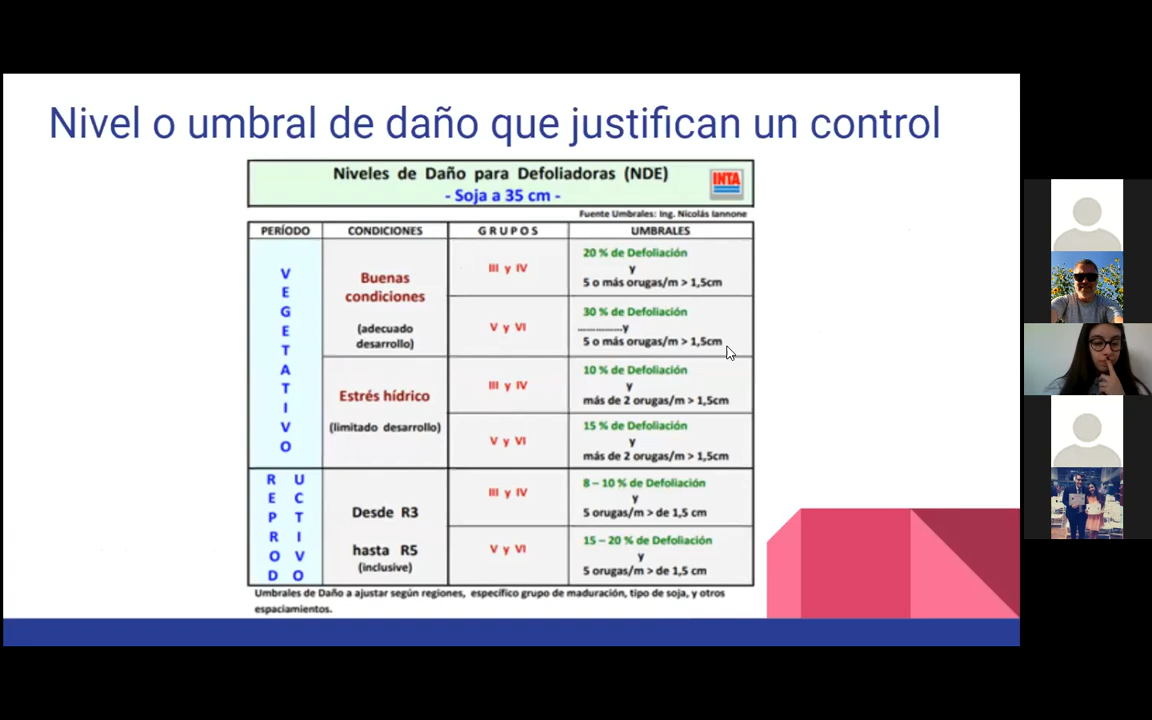 Nivel o umbral de daño que justifican un control
Niveles de Daño para Defoliadoras (NDE)
- Soja a 35 cm -
INTA
Fuente Umbrales: Ing. Nicolás Iannone
PERÍODO CONDICIONES GRUPOS UMBRALES
VEGETATIVO
Buenas
condiciones
(adecuado
desarrollo)
III y IV
20 % de Defoliación
y
5 o más orugas/m > 1,5cm
V y VI
30 % de Defoliación
................y
5 o más orugas/m > 1,5cm
Estrés hídrico
(limitado desarrollo)
III y IV
10 % de Defoliación
y
más de 2 orugas/m > 1,5cm
V y VI
15 % de Defoliación
y
más de 2 orugas/m > 1,5cm
REPRODUCTIVO
Desde R3
hasta R5
(inclusive)
III y IV
8 – 10 % de Defoliación
y
5 orugas/m > de 1,5 cm
V y VI
15 – 20 % de Defoliación
y
5 orugas/m > de 1,5 cm
Umbrales de Daño a ajustar según regiones, específico grupo de maduración, tipo de soja, y otros
espaciamientos.